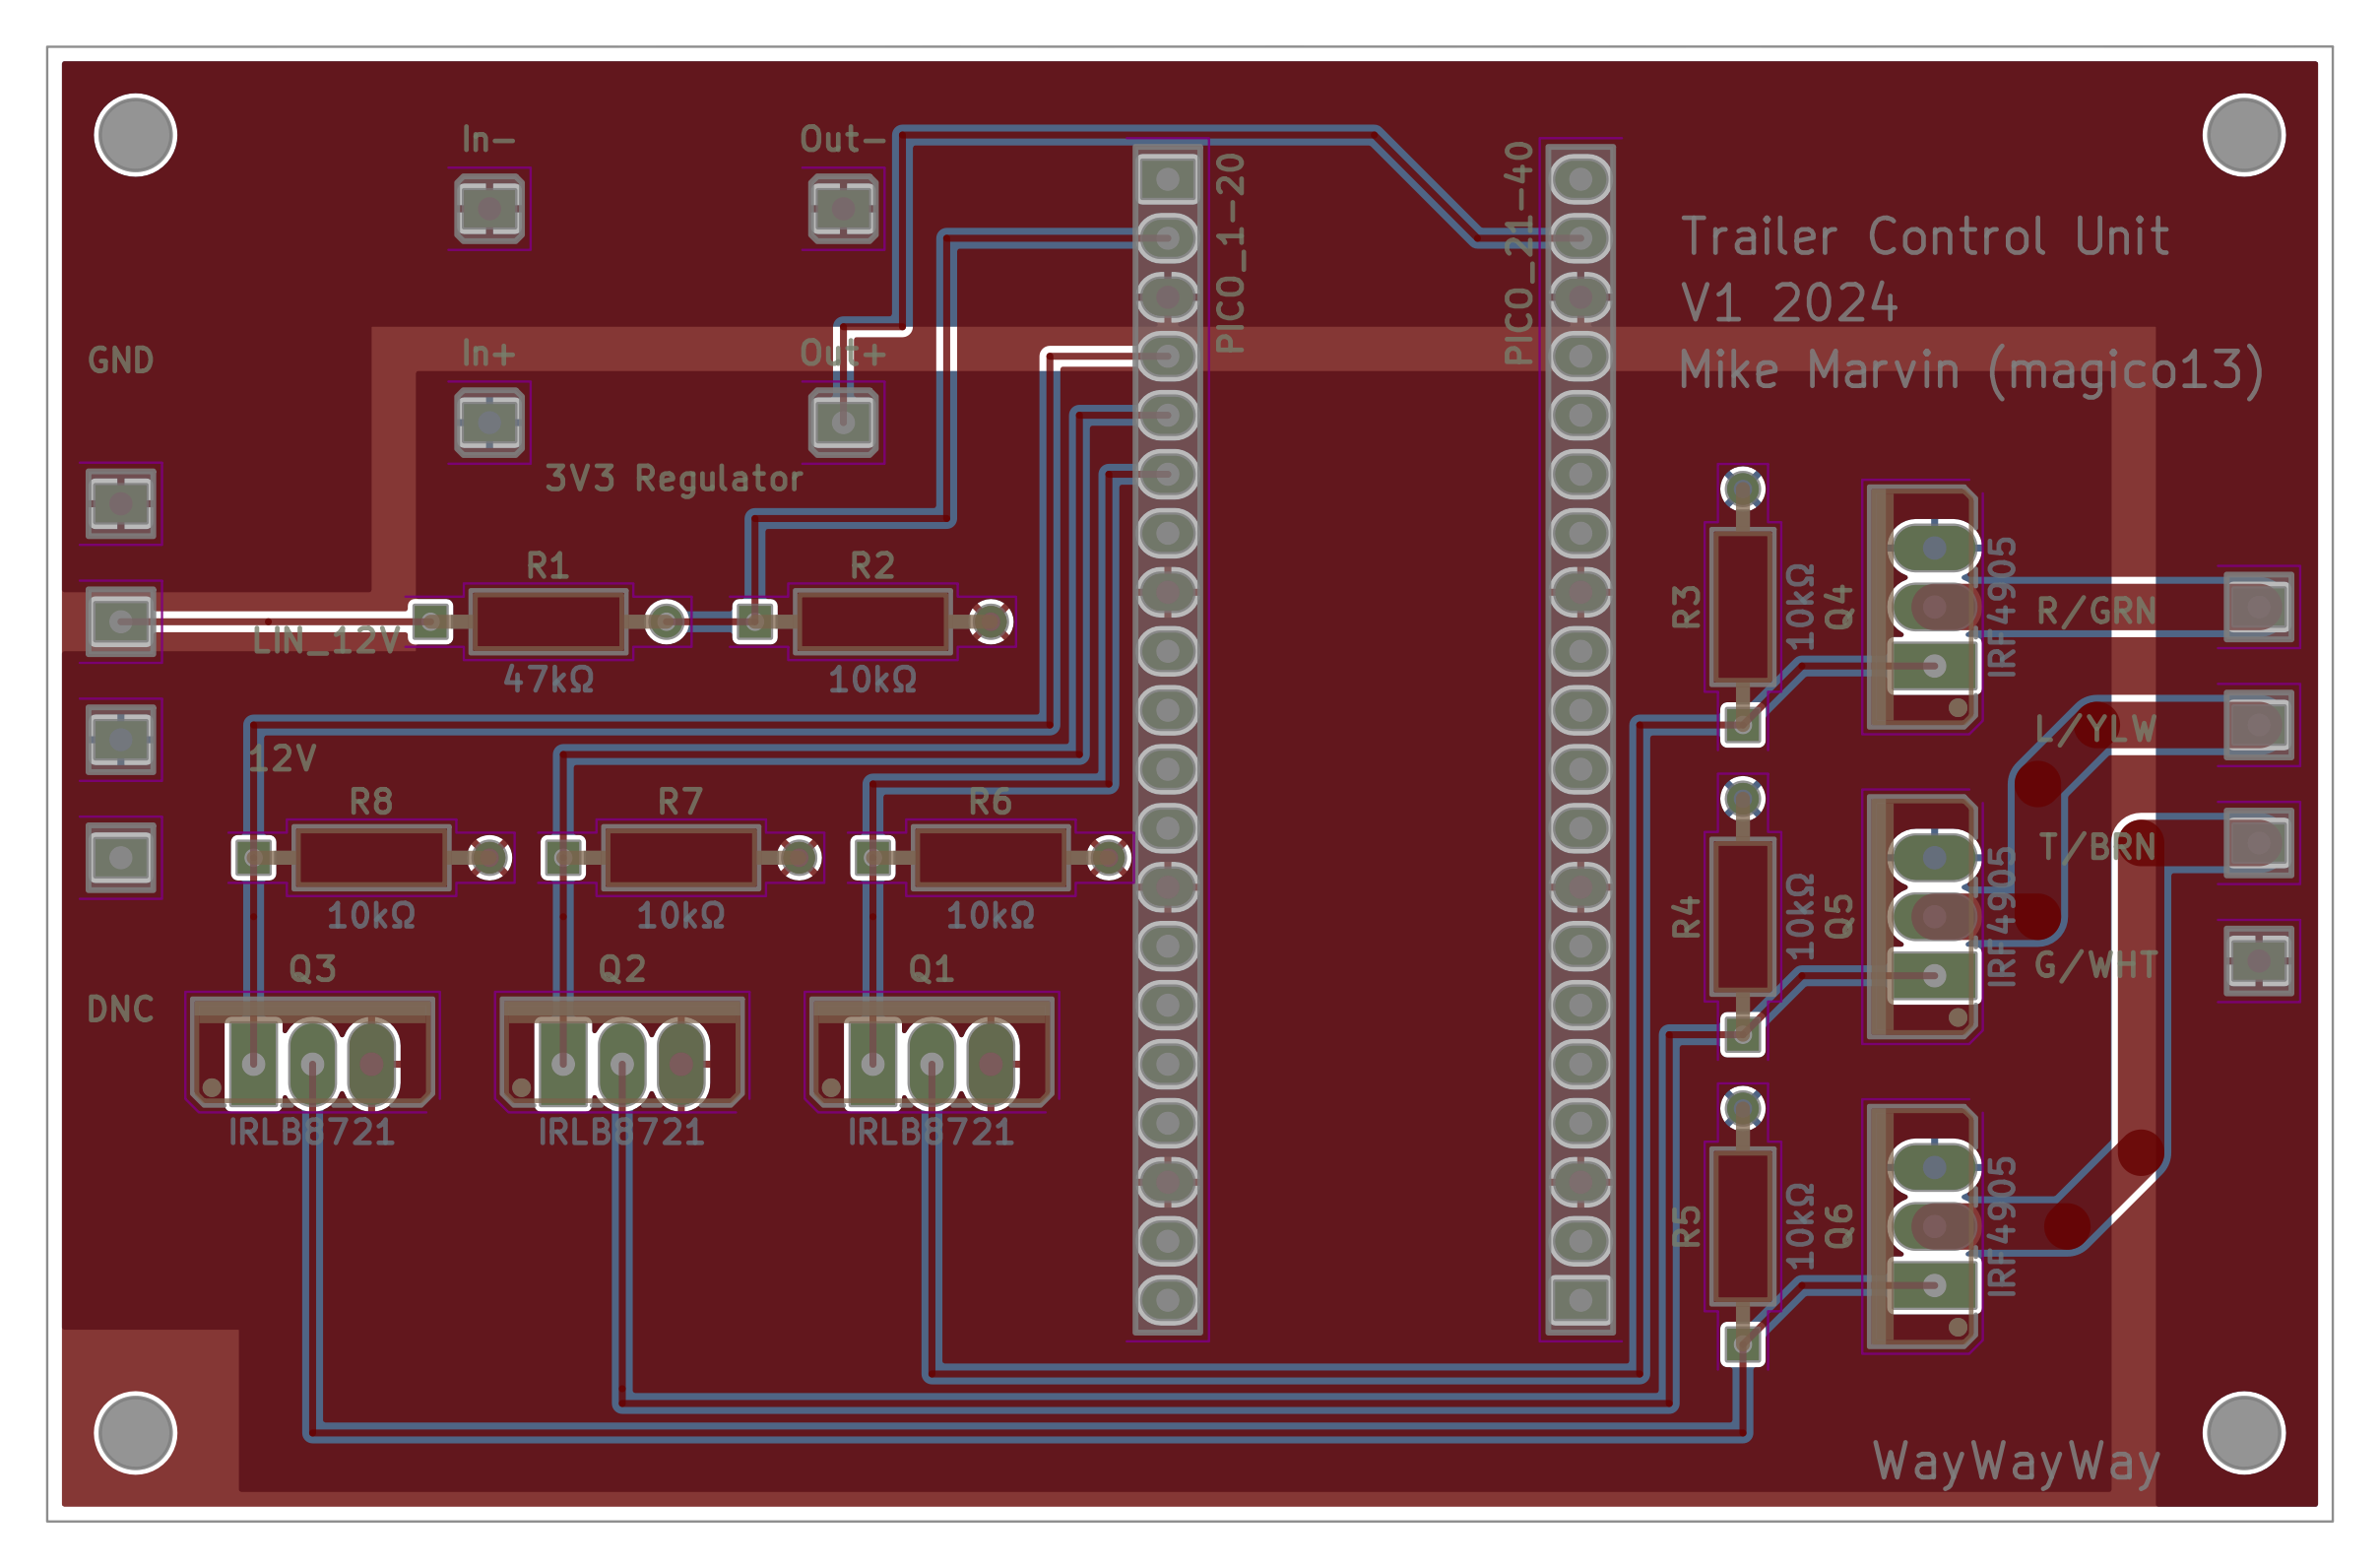 In-
Out-
PICO_1-20
PICO_21-40
Trailer Control Unit
V1 2024
Mike Marvin (magico13)
GND
In+
Out+
3V3 Regulator
R1
R2
LIN_12V
47kΩ
10kΩ
R3
10kΩ
Q4
IRF4905
R/GRN
12V
L/YLW
R8
R7
R6
T/BRN
10kΩ
10kΩ
10kΩ
R4
10kΩ
Q5
IRF4905
Q3
Q2
Q1
G/WHT
DNC
IRLB8721
IRLB8721
IRLB8721
R5
10kΩ
Q6
IRF4905
WayWayWay